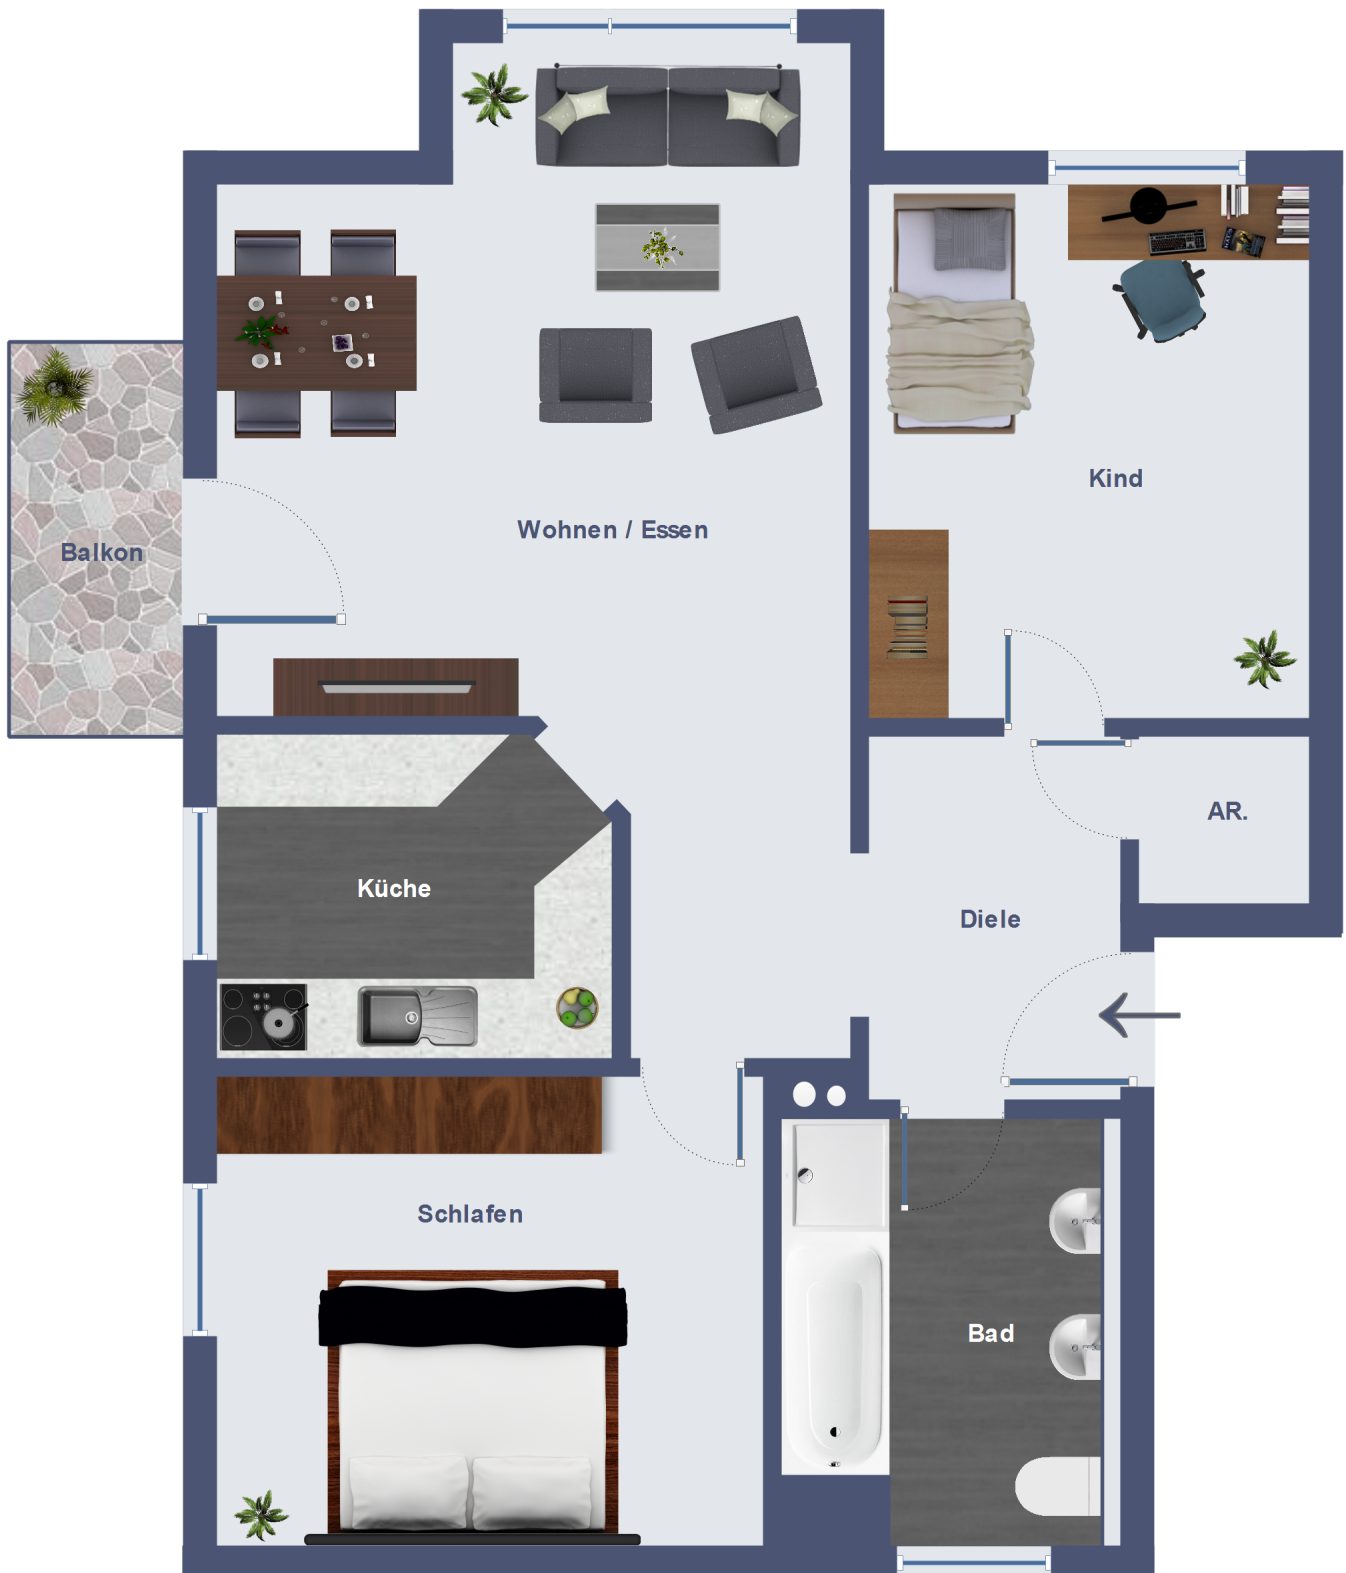 Kind
Wohnen / Essen
Balkon
AR.
Küche
Diele
Schlafen
Bad